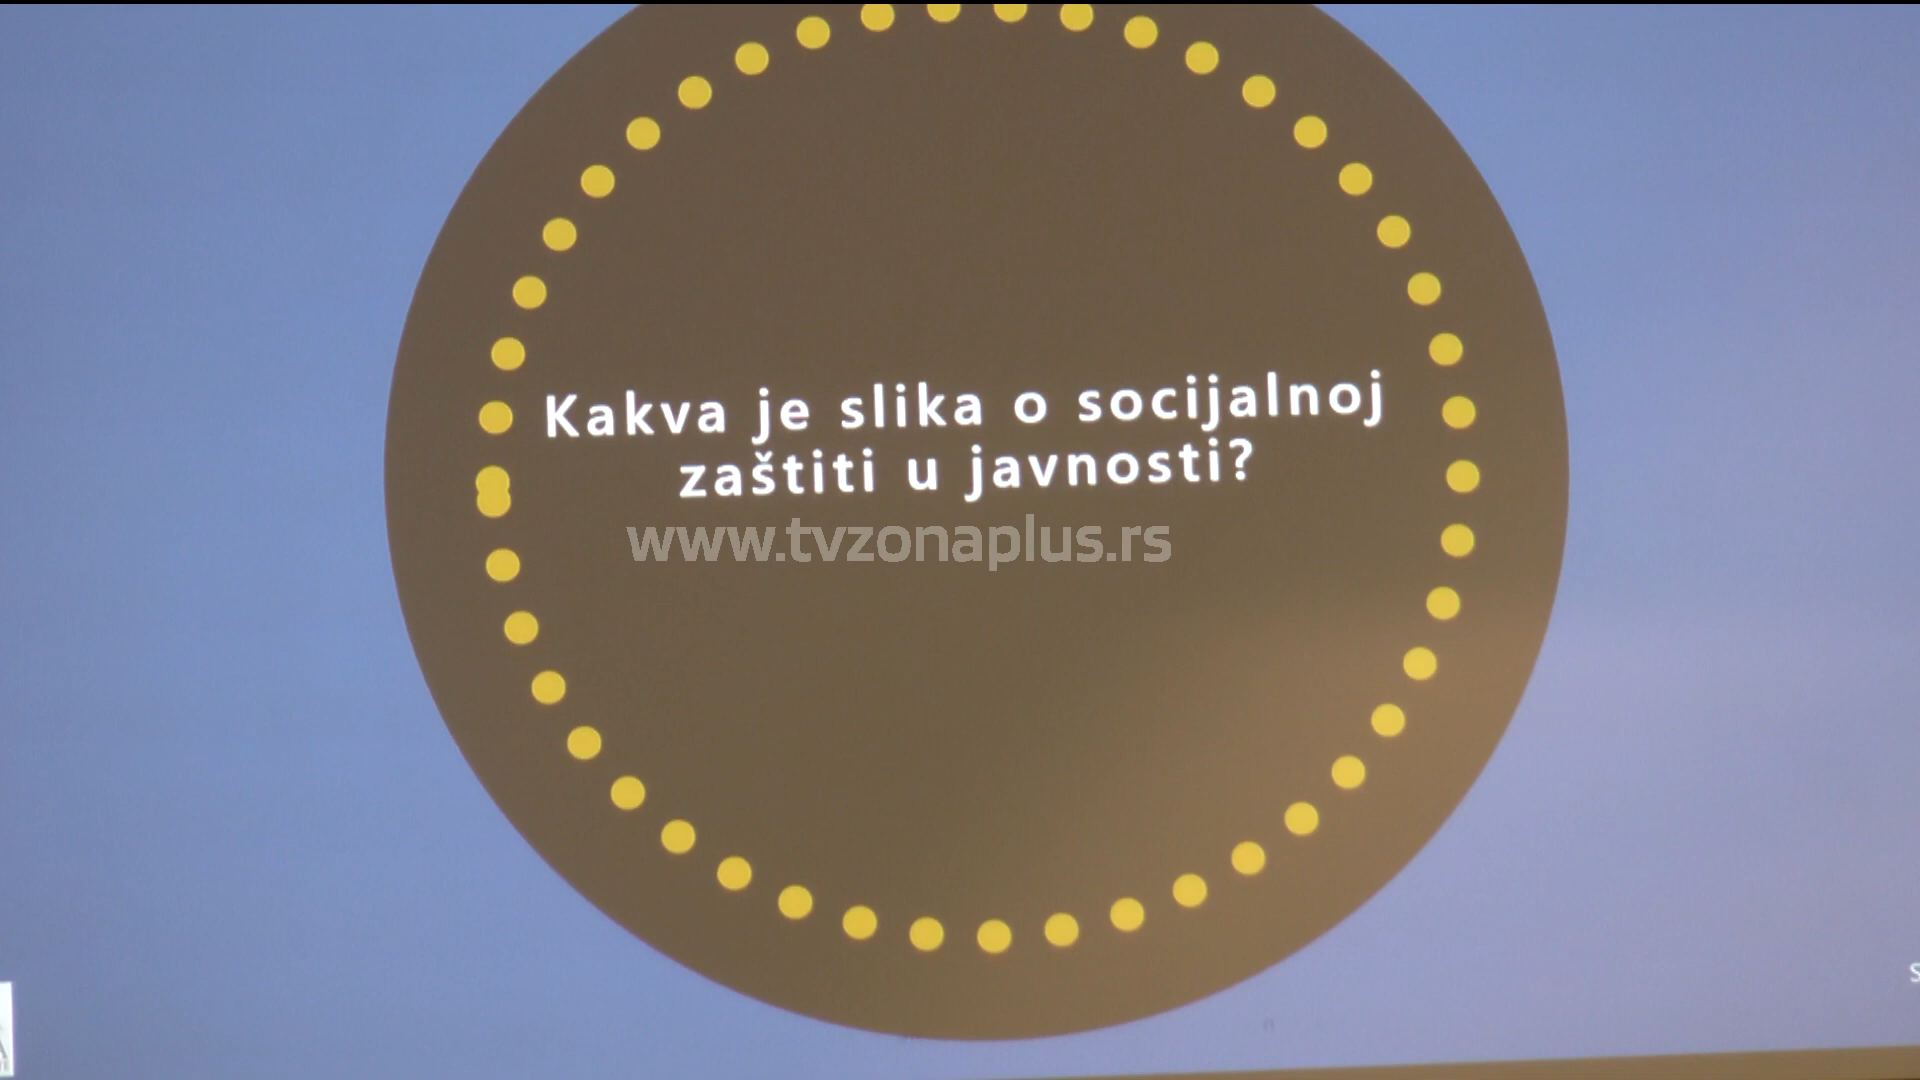 Kakva je slika o socijalnoj
zaštiti u javnosti?
www.tvzonaplus.rs